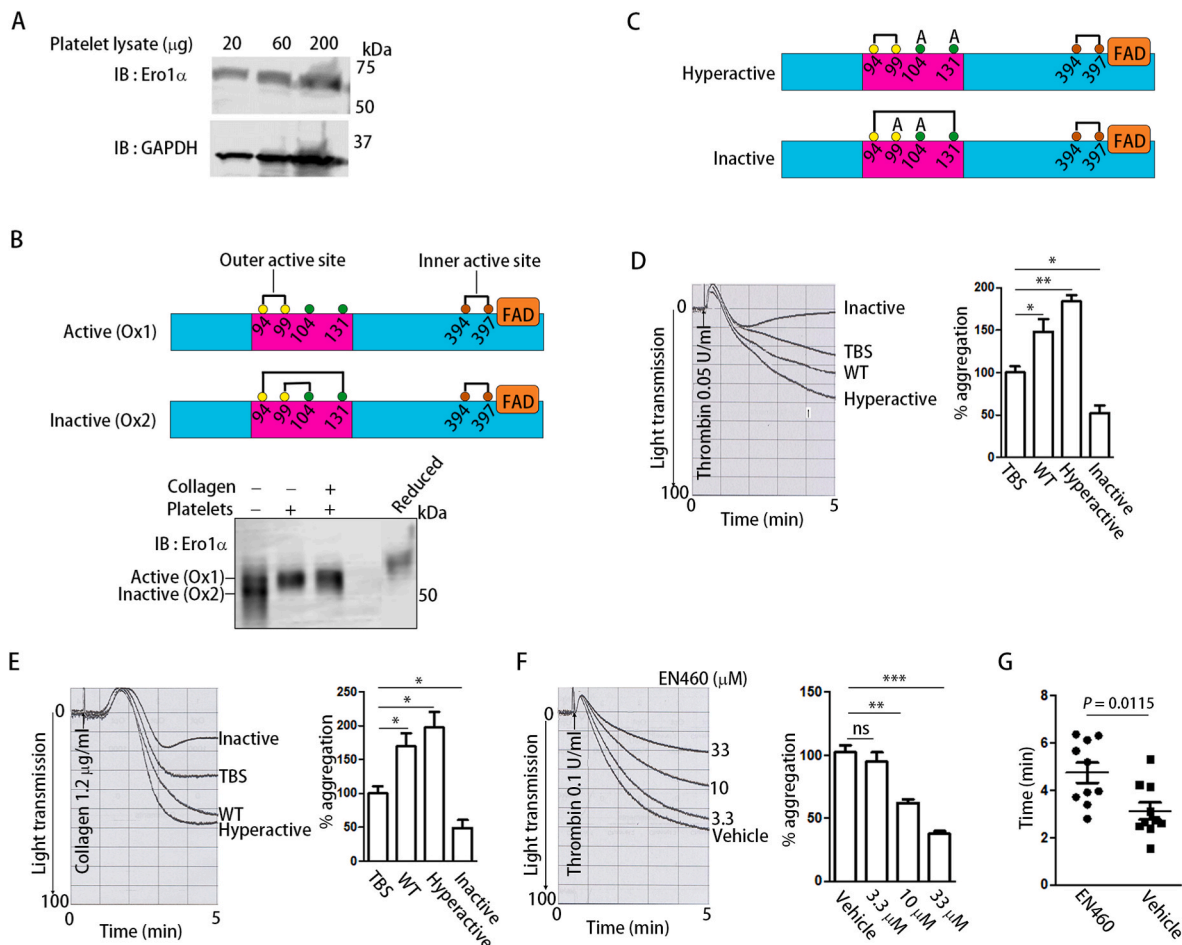 A
Platelet lysate (μg)
20 60 200 kDa
IB : Ero1α
75
50
IB : GAPDH
37
B
Outer active site Inner active site
Active (Ox1)
94 99 104 131 394 397 FAD
Inactive (Ox2)
94 99 104 131 394 397 FAD
Collagen – – +
Platelets – + +
Reduced
kDa
IB : Ero1α
Active (Ox1)
Inactive (Ox2)
50
C
A A
Hyperactive
94 99 104 131 394 397 FAD
A A
Inactive
94 99 104 131 394 397 FAD
D
Light transmission
0
100
Thrombin 0.05 U/ml
Inactive
TBS
WT
Hyperactive
0 5
Time (min)
% aggregation
200
150
100
50
0
*
**
*
TBS
WT
Hyperactive
Inactive
E
Light transmission
0
100
Collagen 1.2 μg/ml
Inactive
TBS
WT
Hyperactive
0 5
Time (min)
% aggregation
250
200
150
100
50
0
*
*
*
TBS
WT
Hyperactive
Inactive
F
EN460 (μM)
Light transmission
0
100
Thrombin 0.1 U/ml
33
10
3.3
Vehicle
0 5
Time (min)
% aggregation
150
100
50
0
***
**
ns
Vehicle
3.3 μM
10 μM
33 μM
G
Time (min)
8
6
4
2
0
P = 0.0115
EN460
Vehicle